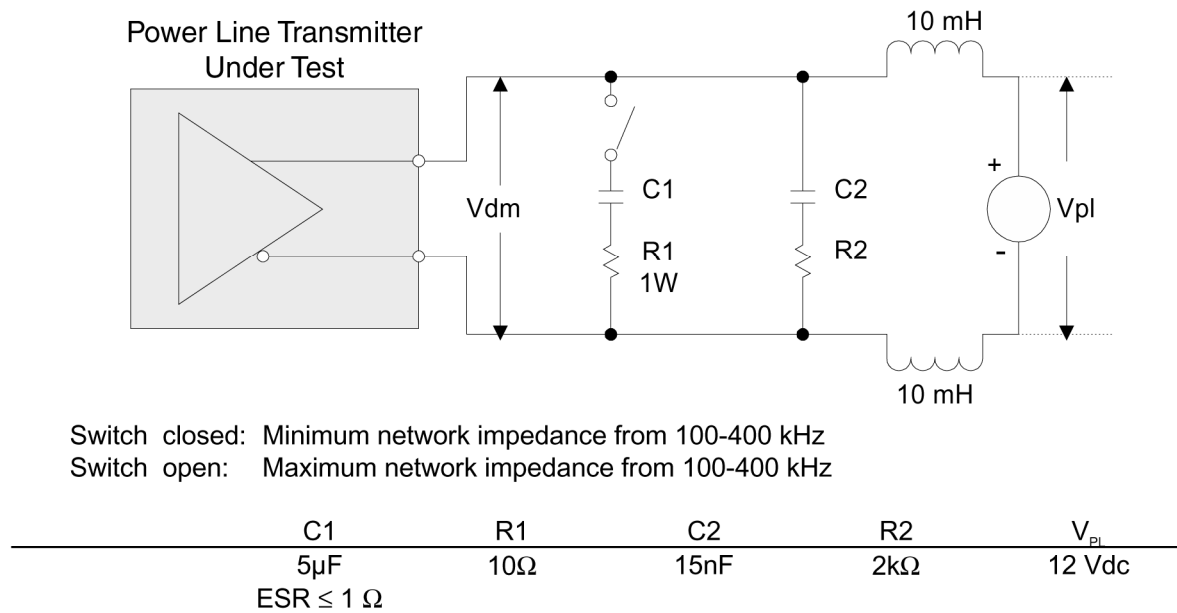 10 mH
Power Line Transmitter
Under Test
Vdm
C1
R1
1W
C2
R2
+
-
Vpl
10 mH
Switch closed: Minimum network impedance from 100-400 kHz
Switch open: Maximum network impedance from 100-400 kHz
C1 R1 C2 R2 V_PL
5µF 10Ω 15nF 2kΩ 12 Vdc
ESR ≤ 1 Ω